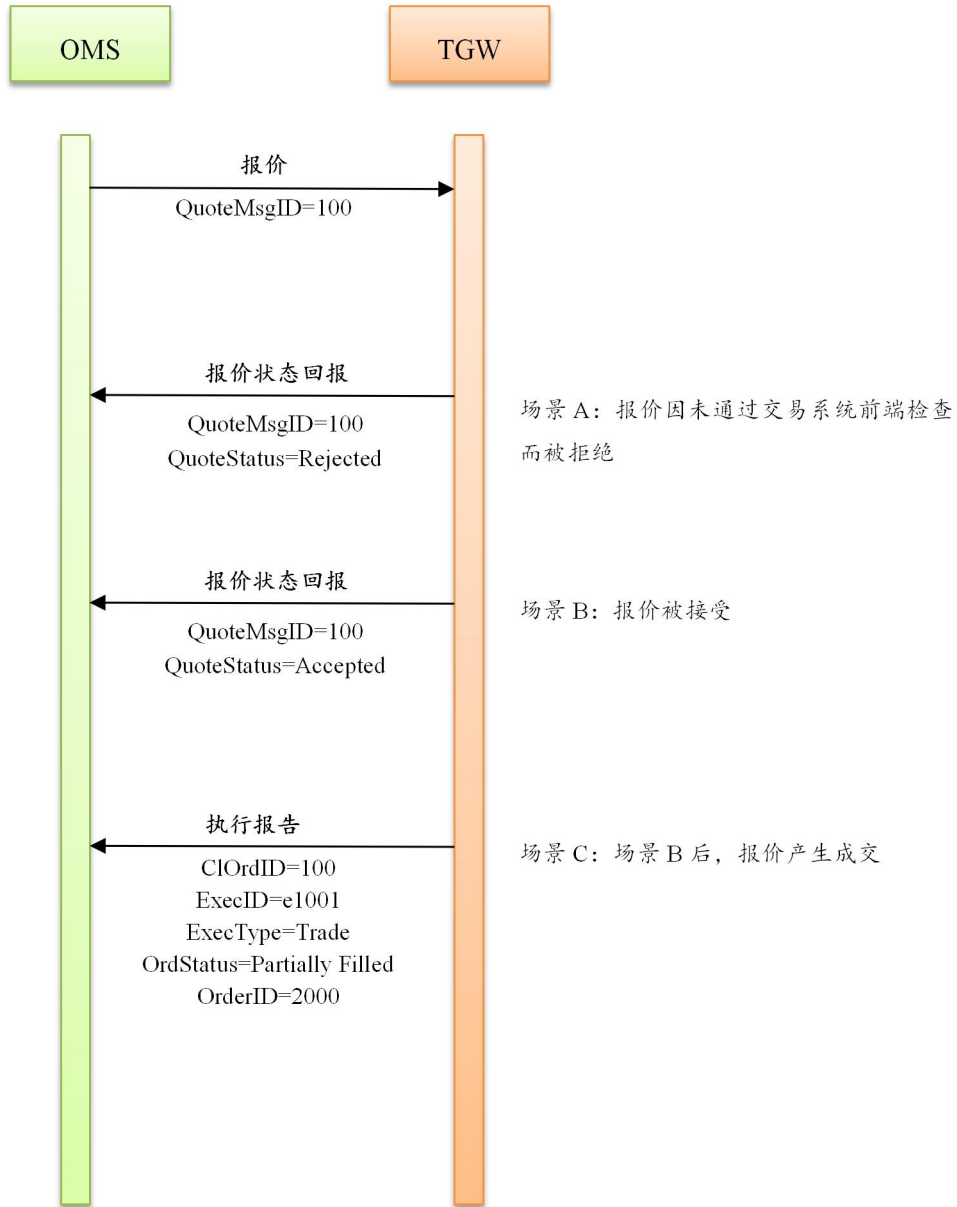 OMS
TGW
报价
QuoteMsgID=100
报价状态回报
QuoteMsgID=100
QuoteStatus=Rejected
场景 A：报价因未通过交易系统前端检查
而被拒绝
报价状态回报
QuoteMsgID=100
QuoteStatus=Accepted
场景 B：报价被接受
执行报告
ClOrdID=100
ExecID=e1001
ExecType=Trade
OrdStatus=Partially Filled
OrderID=2000
场景 C：场景 B 后，报价产生成交